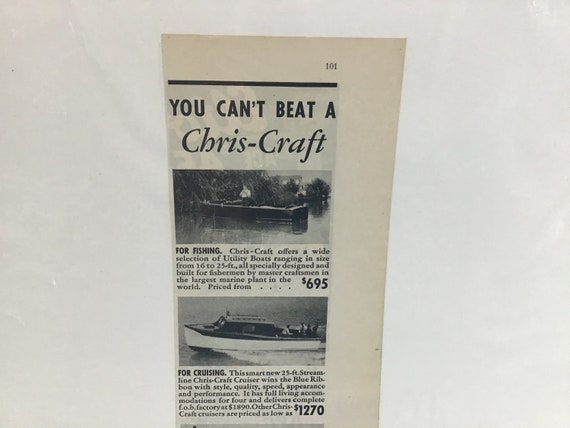 101
YOU CAN'T BEAT A
Chris-Craft
FOR FISHING. Chris-Craft offers a wide
selection of Utility Boats ranging in size
from 16 to 25-ft., all specially designed and
built for fishermen by master craftsmen in
the largest marine plant in the
world. Priced from . . . . $695
FOR CRUISING. This smart new 25-ft. Stream-
line Chris-Craft Cruiser wins the Blue Rib-
bon with style, quality, speed, appearance
and performance. It has full living accom-
modations for four and delivers complete
f.o.b. factory at $1890. Other Chris-
Craft cruisers are priced as low as $1270